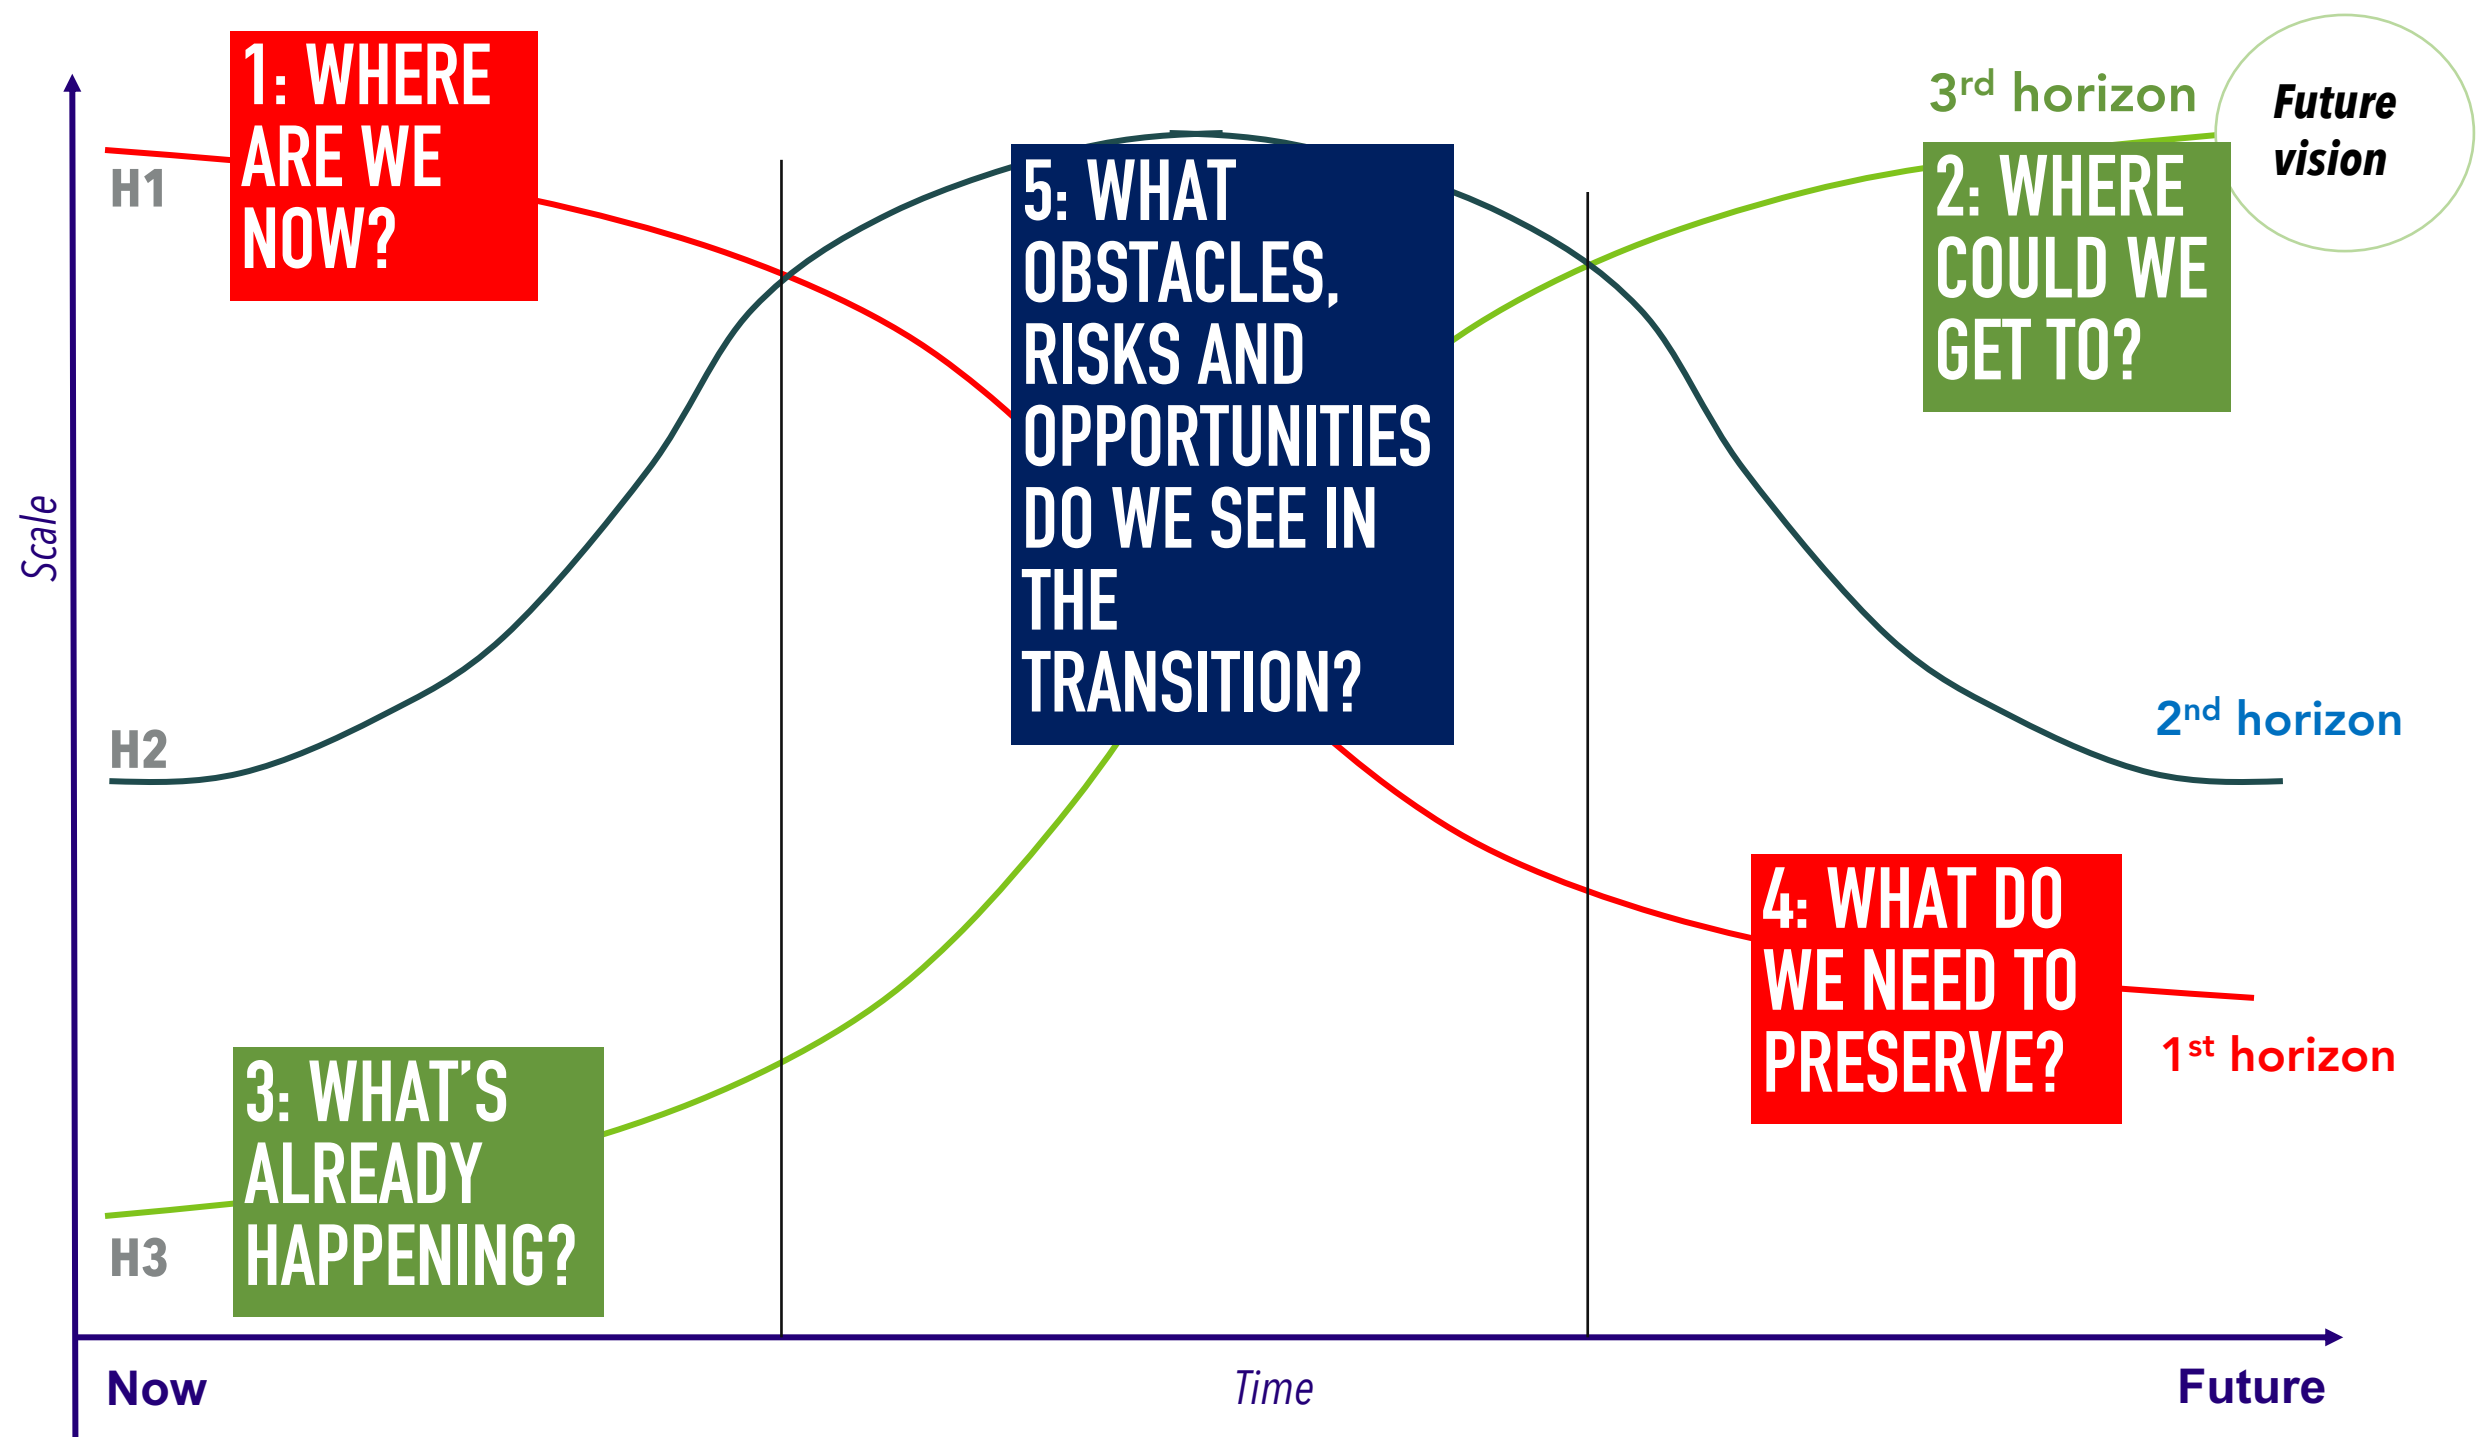 1: WHERE
ARE WE
NOW?
H1
3rd horizon
Future
vision
2: WHERE
COULD WE
GET TO?
5: WHAT
OBSTACLES,
RISKS AND
OPPORTUNITIES
DO WE SEE IN
THE
TRANSITION?
Scale
H2
2nd horizon
4: WHAT DO
WE NEED TO
PRESERVE?
1st horizon
3: WHAT’S
ALREADY
HAPPENING?
H3
Now
Time
Future